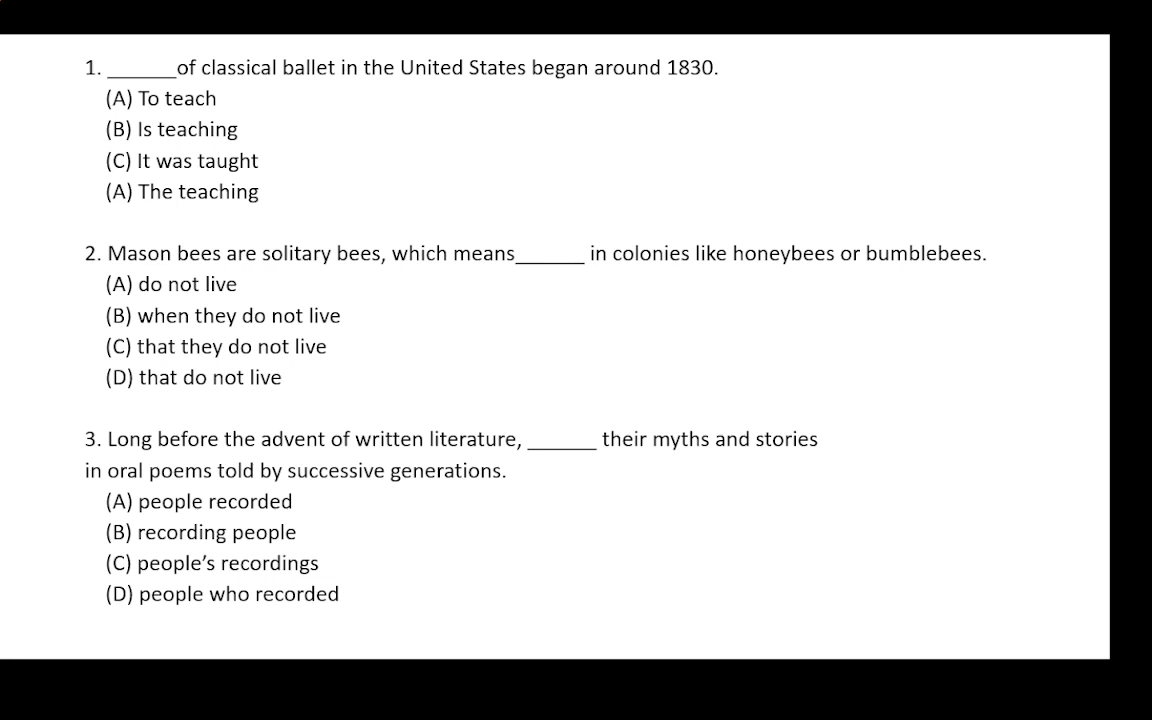 1. ______of classical ballet in the United States began around 1830.
(A) To teach
(B) Is teaching
(C) It was taught
(A) The teaching
2. Mason bees are solitary bees, which means______ in colonies like honeybees or bumblebees.
(A) do not live
(B) when they do not live
(C) that they do not live
(D) that do not live
3. Long before the advent of written literature, ______ their myths and stories
in oral poems told by successive generations.
(A) people recorded
(B) recording people
(C) people’s recordings
(D) people who recorded